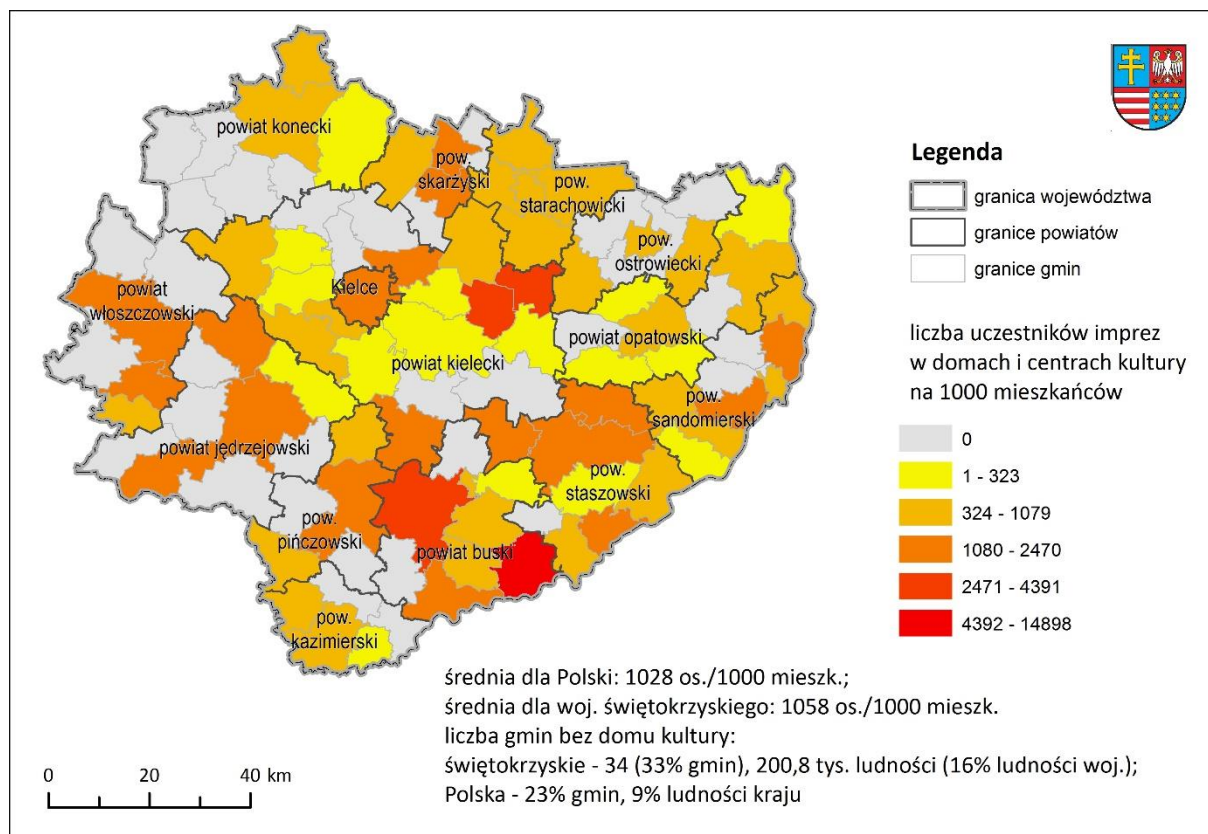 powiat konecki
pow.
skarżyski
pow.
starachowicki
pow.
ostrowiecki
Kielce
powiat
włoszczowski
powiat opatowski
powiat kielecki
pow.
sandomierski
powiat jędrzejowski
pow.
staszowski
pow.
pińczowski
powiat buski
pow.
kazimierski
Legenda
granica województwa
granice powiatów
granice gmin
liczba uczestników imprez
w domach i centrach kultury
na 1000 mieszkańców
0
1 - 323
324 - 1079
1080 - 2470
2471 - 4391
4392 - 14898
średnia dla Polski: 1028 os./1000 mieszk.;
średnia dla woj. świętokrzyskiego: 1058 os./1000 mieszk.
liczba gmin bez domu kultury:
świętokrzyskie - 34 (33% gmin), 200,8 tys. ludności (16% ludności woj.);
Polska - 23% gmin, 9% ludności kraju
0 20 40 km